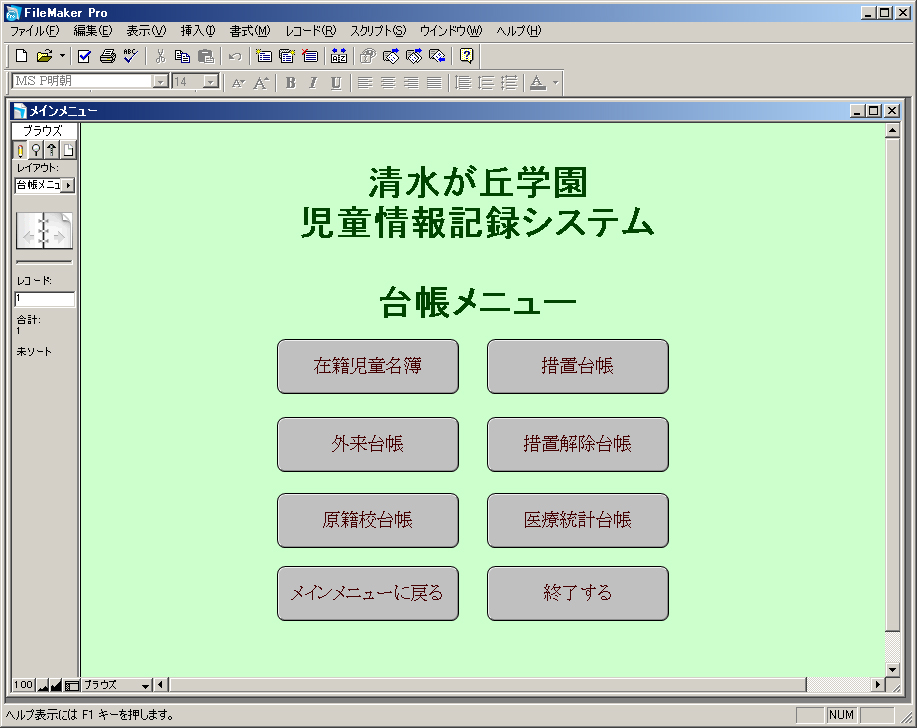 FileMaker Pro
ファイル(F) 編集(E) 表示(V) 挿入(I) 書式(M) レコード(R) スクリプト(S) ウインドウ(W) ヘルプ(H)
MS P明朝 14
B I U A
メインメニュー
ブラウズ
レイアウト:
台帳メニュ
レコード:
1
合計:
1
未ソート
清水が丘学園
児童情報記録システム
台帳メニュー
在籍児童名簿 措置台帳
外来台帳 措置解除台帳
原籍校台帳 医療統計台帳
メインメニューに戻る 終了する
100 ブラウズ
ヘルプ表示には F1 キーを押します。 NUM